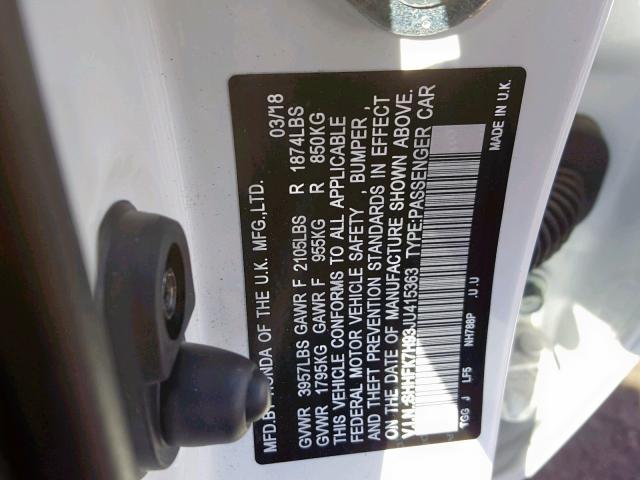 MFD.BY HONDA OF THE U.K. MFG.,LTD. 03/18
GVWR 3957LBS GAWR F 2105LBS R 1874LBS
GVWR 1795KG GAWR F 955KG R 850KG
THIS VEHICLE CONFORMS TO ALL APPLICABLE
FEDERAL MOTOR VEHICLE SAFETY, BUMPER,
AND THEFT PREVENTION STANDARDS IN EFFECT
ON THE DATE OF MANUFACTURE SHOWN ABOVE.
V.I.N. SHHFK7H93JU415363 TYPE:PASSENGER CAR
TGG J LF5 NH788P .U.U
MADE IN U.K.